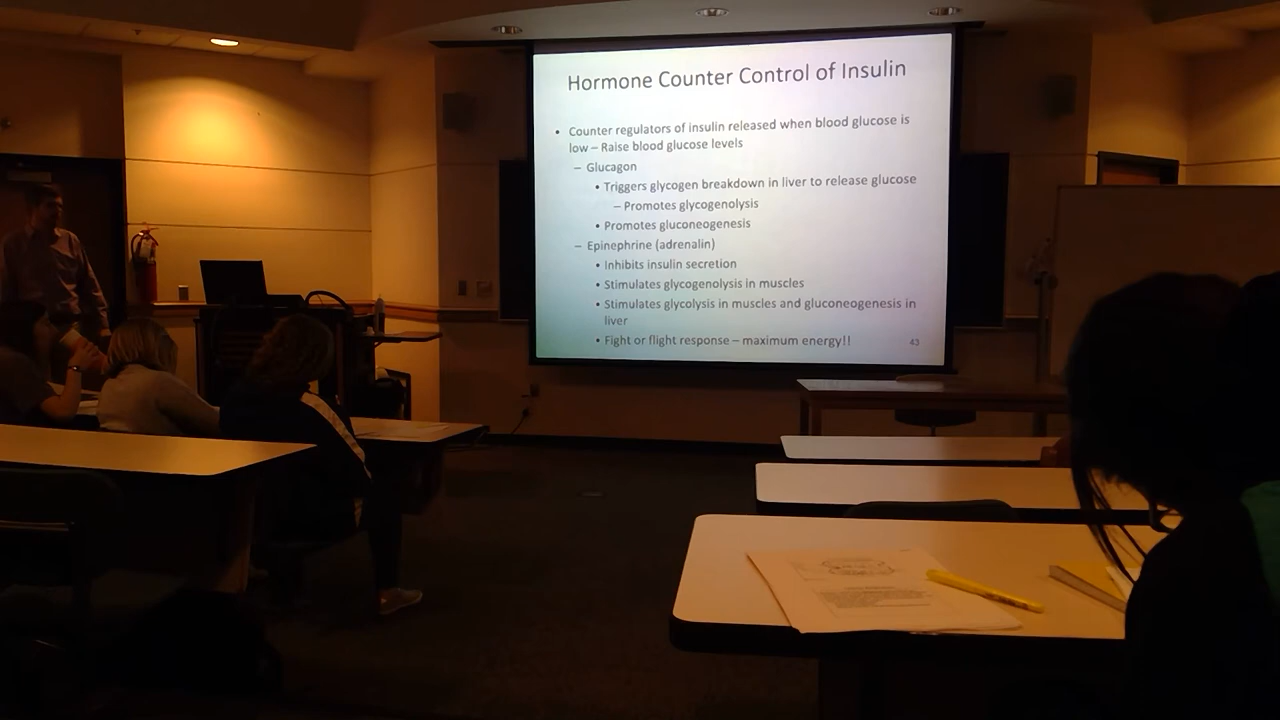 Hormone Counter Control of Insulin
• Counter regulators of insulin released when blood glucose is
low – Raise blood glucose levels
– Glucagon
• Triggers glycogen breakdown in liver to release glucose
– Promotes glycogenolysis
• Promotes gluconeogenesis
– Epinephrine (adrenalin)
• Inhibits insulin secretion
• Stimulates glycogenolysis in muscles
• Stimulates glycolysis in muscles and gluconeogenesis in
liver
• Fight or flight response – maximum energy!!
43